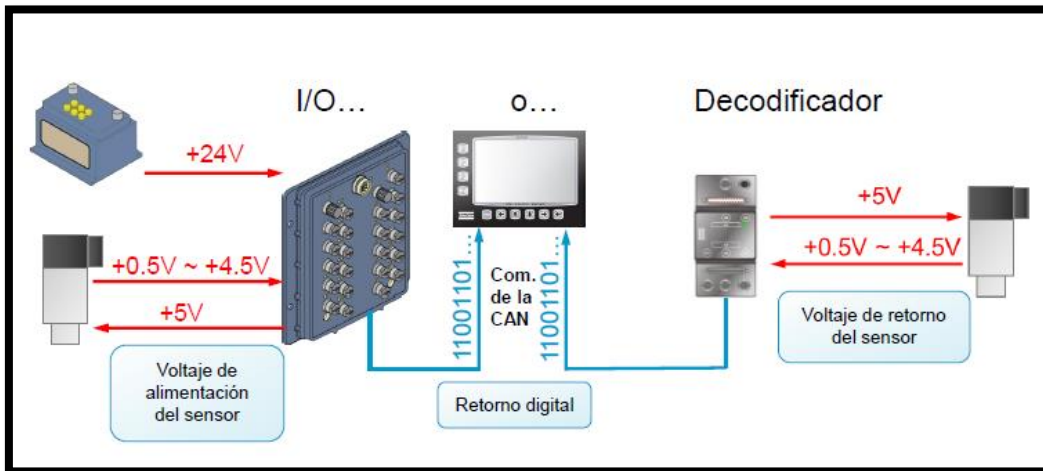 I/O…
o…
Decodificador
+24V
+0.5V ~ +4.5V
+5V
Voltaje de
alimentación
del sensor
11001101…
Com.
de la
CAN
11001101…
Retorno digital
+5V
+0.5V ~ +4.5V
Voltaje de retorno
del sensor